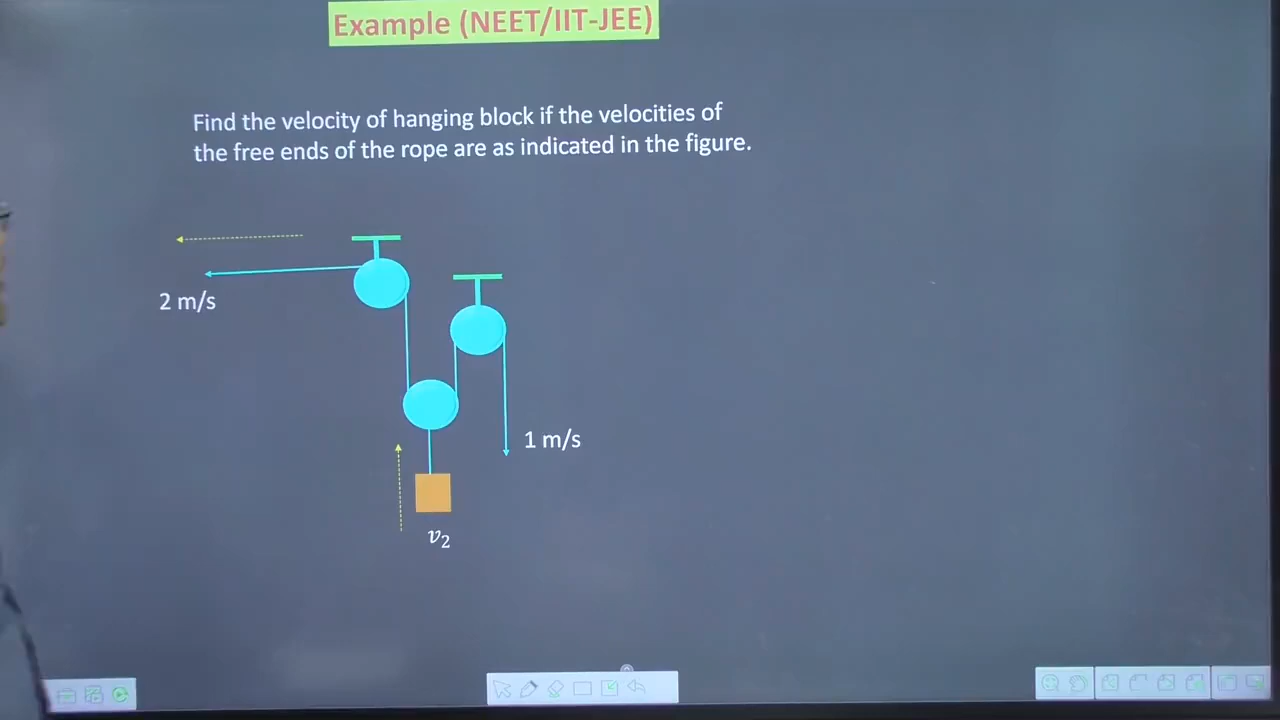 Example (NEET/IIT-JEE)
Find the velocity of hanging block if the velocities of
the free ends of the rope are as indicated in the figure.
2 m/s
1 m/s
v₂